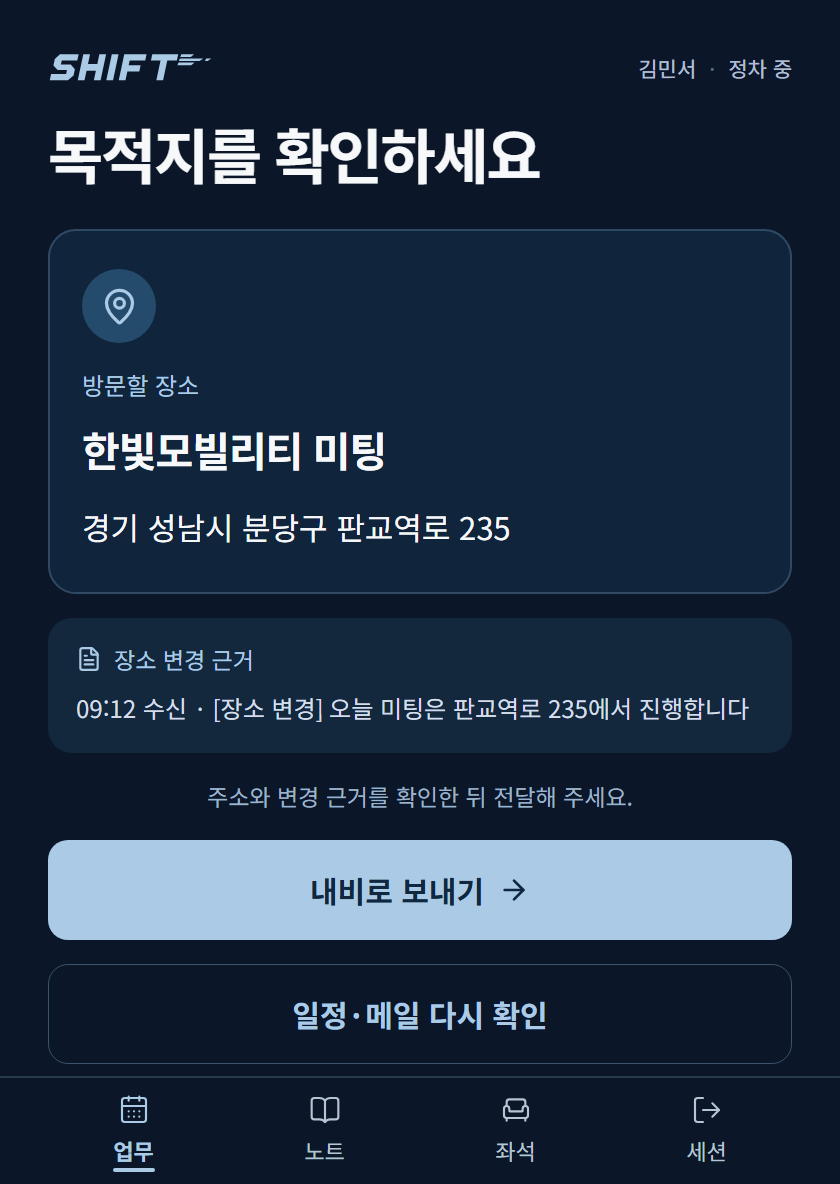 SHIFT
김민서 · 정차 중
목적지를 확인하세요
방문할 장소
한빛모빌리티 미팅
경기 성남시 분당구 판교역로 235
장소 변경 근거
09:12 수신 · [장소 변경] 오늘 미팅은 판교역로 235에서 진행합니다
주소와 변경 근거를 확인한 뒤 전달해 주세요.
내비로 보내기 →
일정·메일 다시 확인
업무
노트
좌석
세션